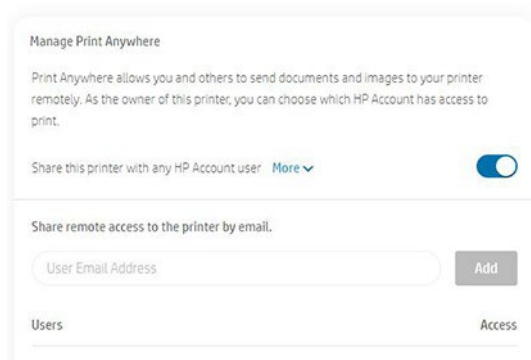 Manage Print Anywhere
Print Anywhere allows you and others to send documents and images to your printer
remotely. As the owner of this printer, you can choose which HP Account has access to
print.
Share this printer with any HP Account user More
Share remote access to the printer by email.
User Email Address Add
Users Access